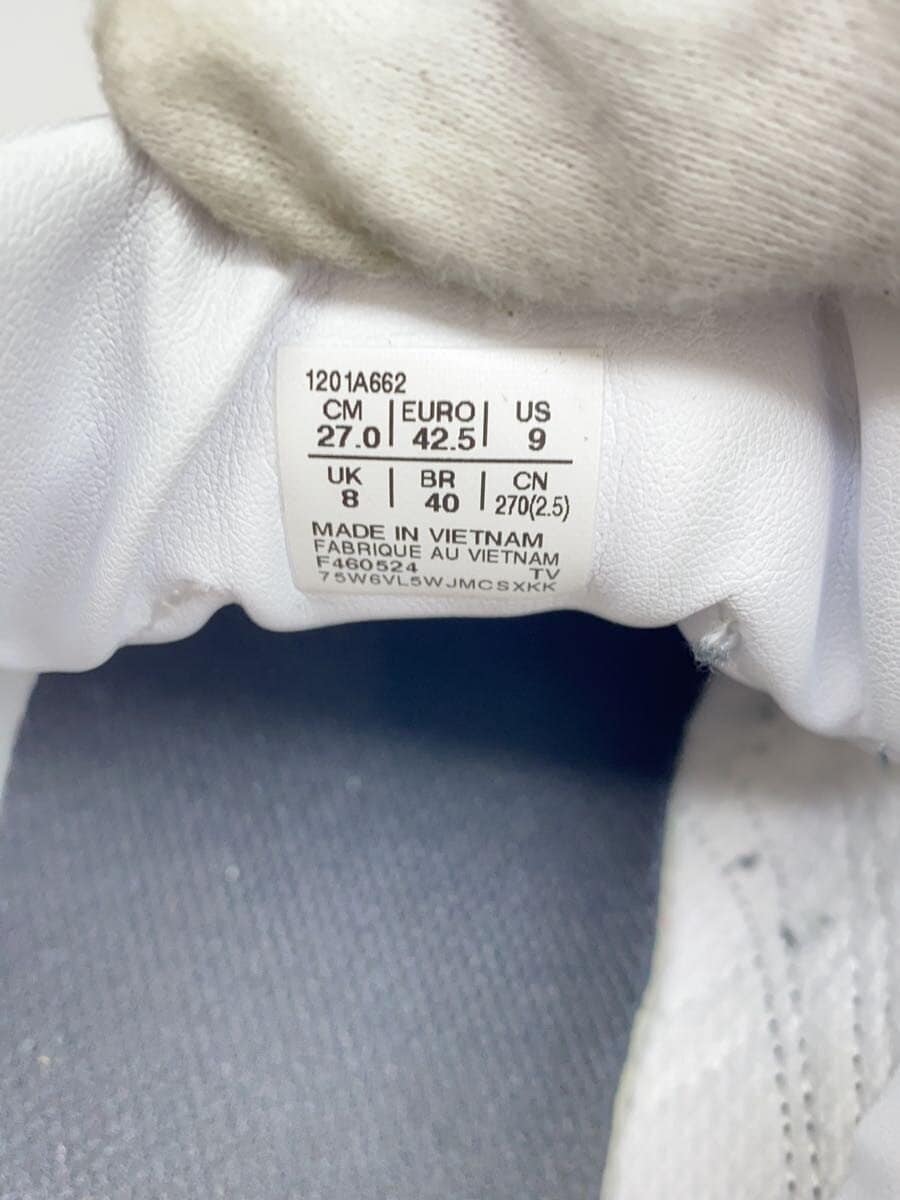 1201A662
CM | EURO | US
27.0 | 42.5 | 9
UK | BR | CN
8 | 40 | 270(2.5)
MADE IN VIETNAM
FABRIQUE AU VIETNAM
F460524 TV
75W6VL5WJMCSXKK